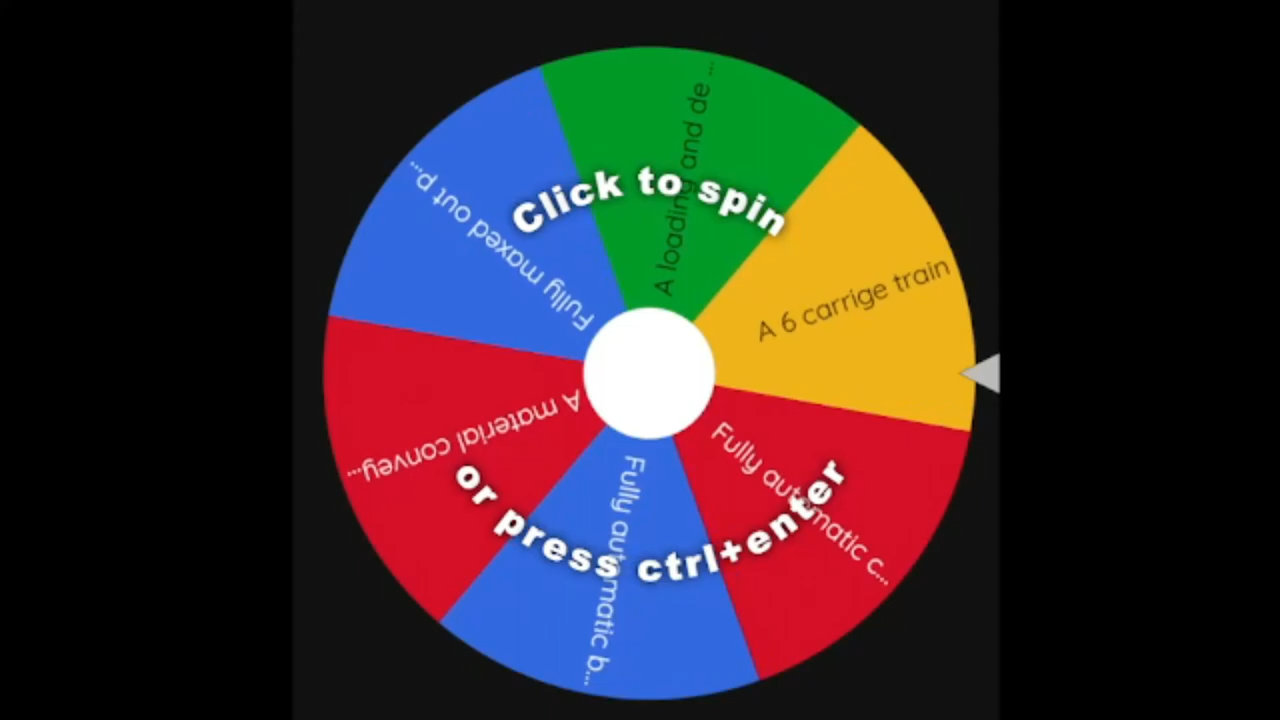 Click to spin
or press ctrl+enter
A loading and de ...
A 6 carrige train
Fully automatic c...
Fully automatic b...
A material convey...
Fully maxed out p...